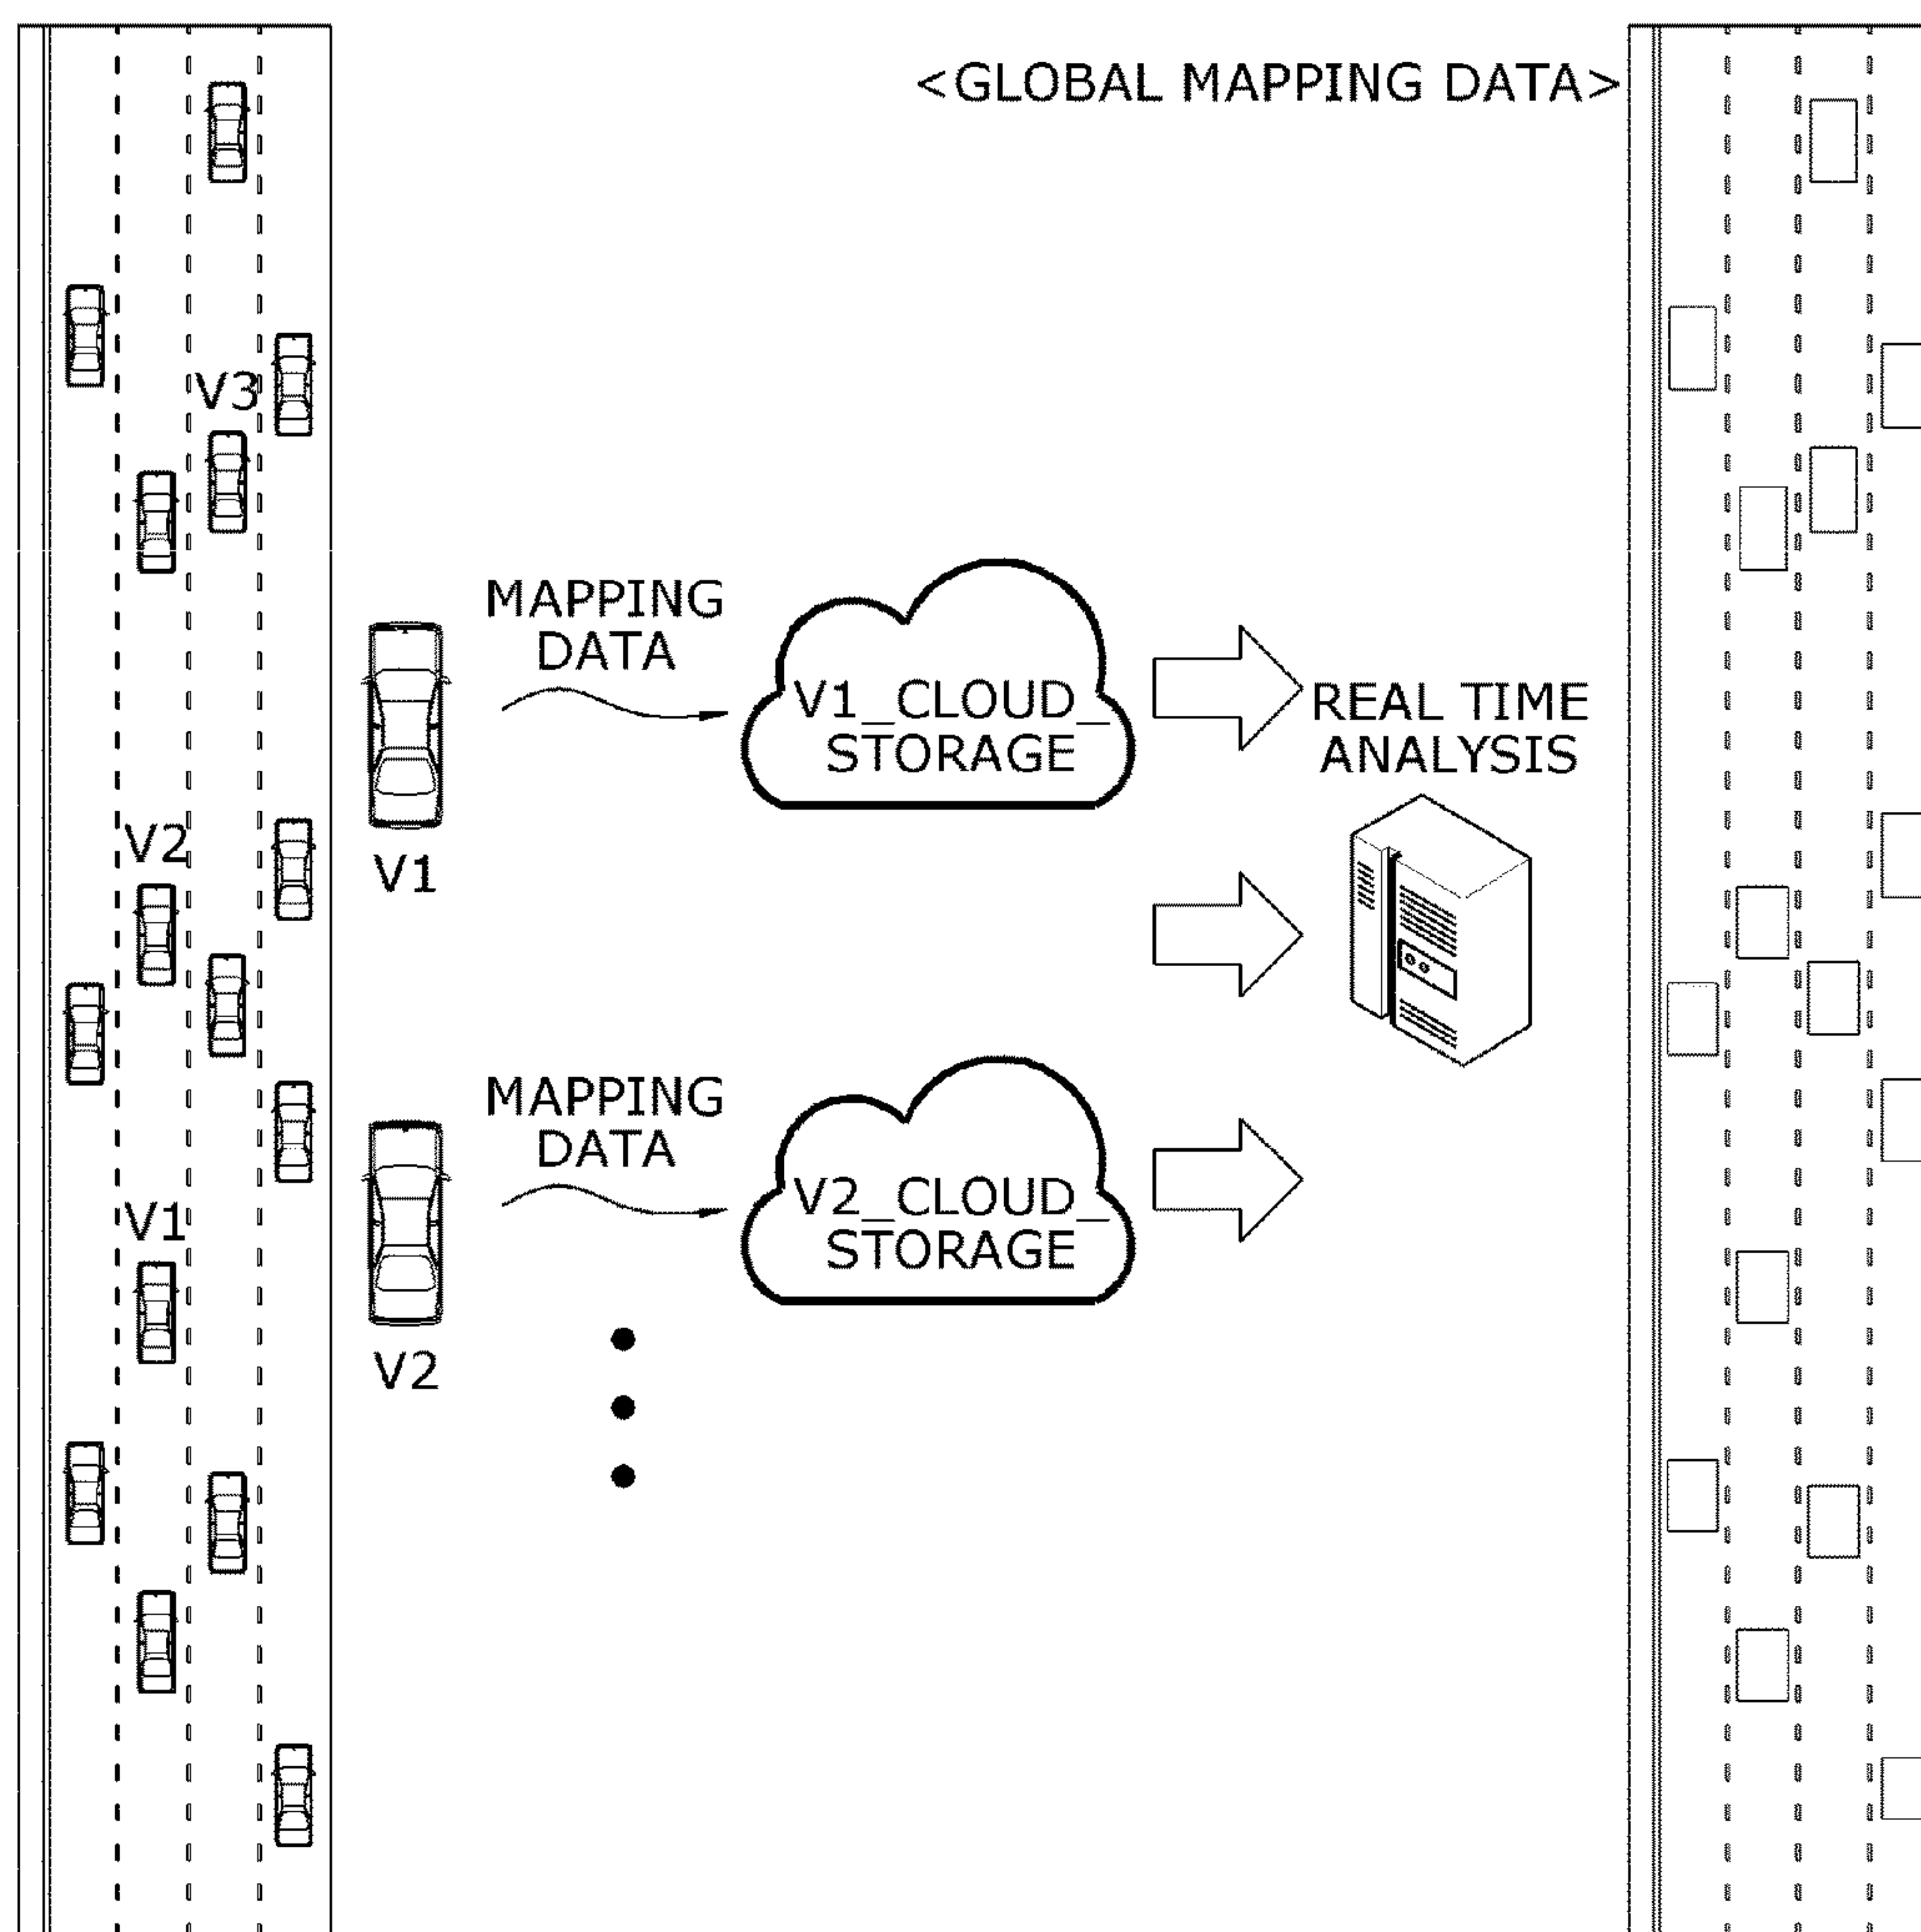 <GLOBAL MAPPING DATA>
V3
MAPPING
DATA
V1_CLOUD_
STORAGE
REAL TIME
ANALYSIS
V2
V1
MAPPING
DATA
V2_CLOUD_
STORAGE
V1
V2